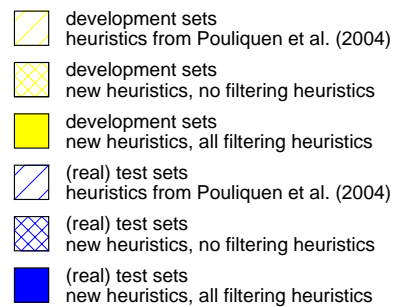 development sets
heuristics from Pouliquen et al. (2004)
development sets
new heuristics, no filtering heuristics
development sets
new heuristics, all filtering heuristics
(real) test sets
heuristics from Pouliquen et al. (2004)
(real) test sets
new heuristics, no filtering heuristics
(real) test sets
new heuristics, all filtering heuristics